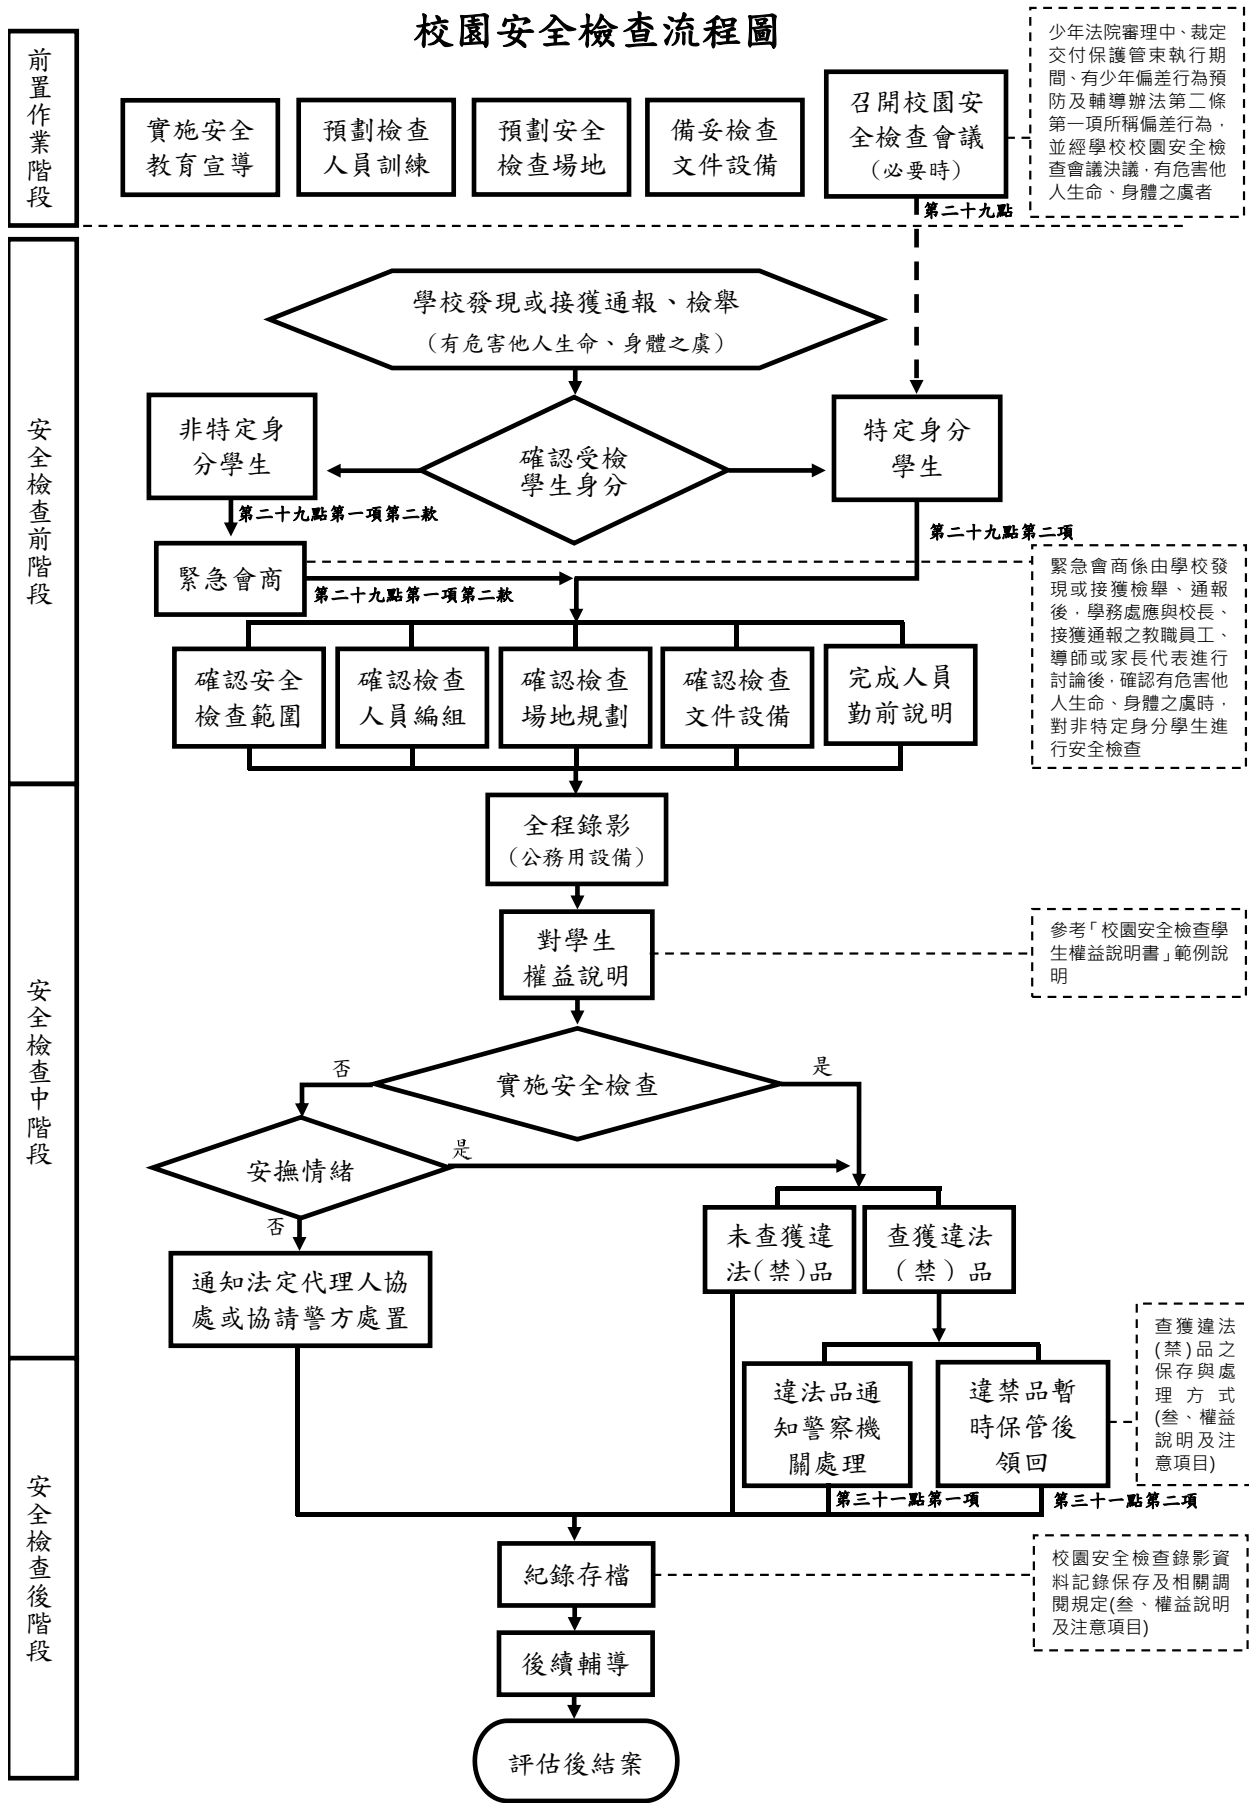 校園安全檢查流程圖
前置作業階段
實施安全
教育宣導
預劃檢查
人員訓練
預劃安全
檢查場地
備妥檢查
文件設備
召開校園安
全檢查會議
(必要時)
少年法院審理中、裁定
交付保護管束執行期
間、有少年偏差行為預
防及輔導辦法第二條
第一項所稱偏差行為，
並經學校校園安全檢
查會議決議，有危害他
人生命、身體之虞者
第二十九點
安全檢查前階段
學校發現或接獲通報、檢舉
(有危害他人生命、身體之虞)
非特定身
分學生
確認受檢
學生身分
特定身分
學生
第二十九點第一項第二款
第二十九點第二項
緊急會商
第二十九點第一項第二款
緊急會商係由學校發
現或接獲檢舉、通報
後，學務處應與校長、
接獲通報之教職員工、
導師或家長代表進行
討論後，確認有危害他
人生命、身體之虞時，
對非特定身分學生進
行安全檢查
確認安全
檢查範圍
確認檢查
人員編組
確認檢查
場地規劃
確認檢查
文件設備
完成人員
勤前說明
安全檢查中階段
全程錄影
(公務用設備)
對學生
權益說明
參考「校園安全檢查學
生權益說明書」範例說
明
實施安全檢查
否
是
安撫情緒
是
否
通知法定代理人協
處或協請警方處置
未查獲違
法(禁)品
查獲違法
(禁)品
安全檢查後階段
違法品通
知警察機
關處理
違禁品暫
時保管後
領回
查獲違法
(禁)品之
保存與處
理方式
(叁、權益
說明及注
意項目)
第三十一點第一項
第三十一點第二項
紀錄存檔
校園安全檢查錄影資
料記錄保存及相關調
閱規定(叁、權益說明
及注意項目)
後續輔導
評估後結案